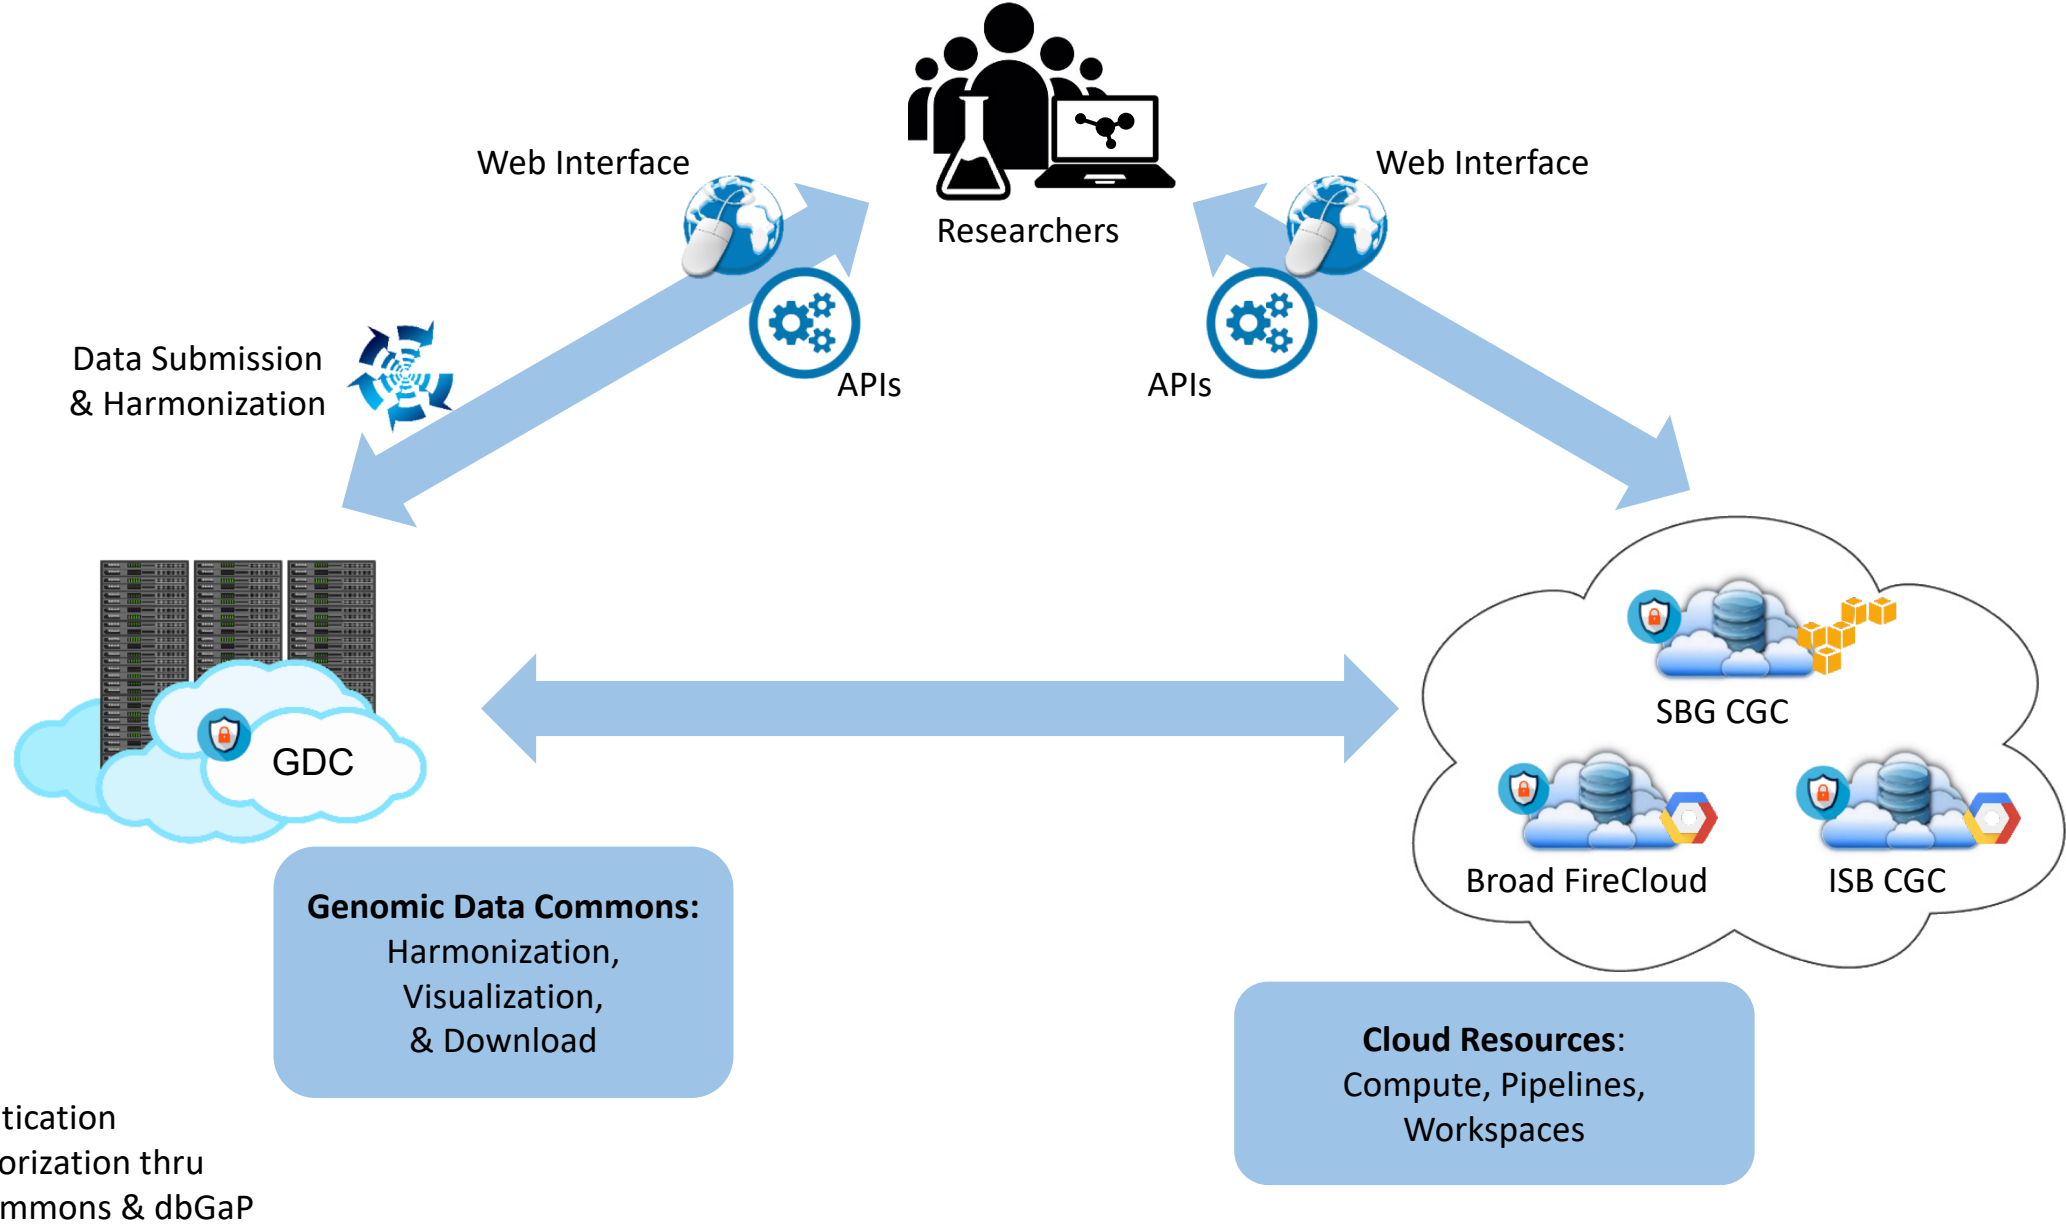 Web Interface
Web Interface
Researchers
Data Submission
& Harmonization
APIs
APIs
SBG CGC
GDC
Broad FireCloud
ISB CGC
Genomic Data Commons:
Harmonization,
Visualization,
& Download
Cloud Resources:
Compute, Pipelines,
Workspaces
tication
orization thru
mmons & dbGaP